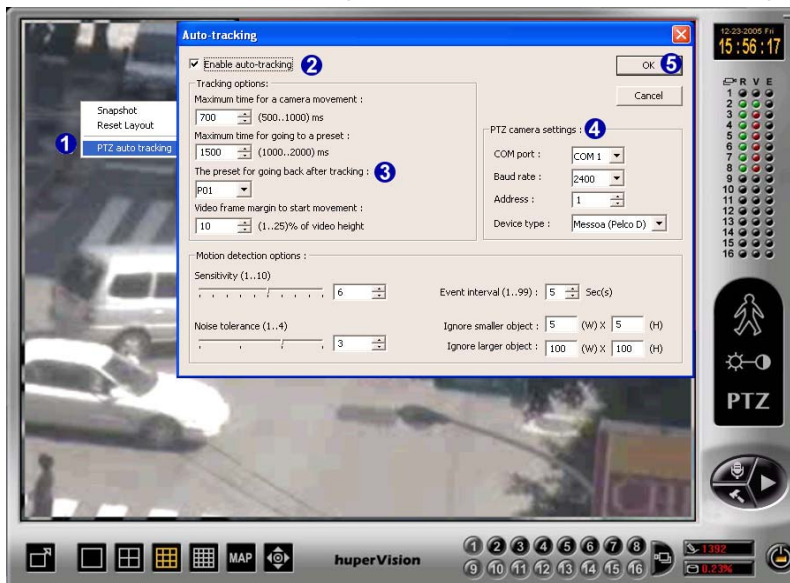 Auto-tracking
12-23-2005 Fri
15:56:17
Enable auto-tracking 2
OK 5
Cancel
Tracking options:
Maximum time for a camera movement :
700 (500..1000) ms
Maximum time for going to a preset :
1500 (1000..2000) ms
The preset for going back after tracking : 3
P01
Video frame margin to start movement :
10 (1..25)% of video height
PTZ camera settings : 4
COM port : COM 1
Baud rate : 2400
Address : 1
Device type : Messoa (Pelco D)
Snapshot
Reset Layout
1 PTZ auto tracking
Motion detection options :
Sensitivity (1..10)
6
Event interval (1..99) : 5 Sec(s)
Noise tolerance (1..4)
3
Ignore smaller object : 5 (W) X 5 (H)
Ignore larger object : 100 (W) X 100 (H)
R V E
1
2
3
4
5
6
7
8
9
10
11
12
13
14
15
16
PTZ
MAP
huperVision
1 2 3 4 5 6 7 8
9 10 11 12 13 14 15 16
1392
0.23%